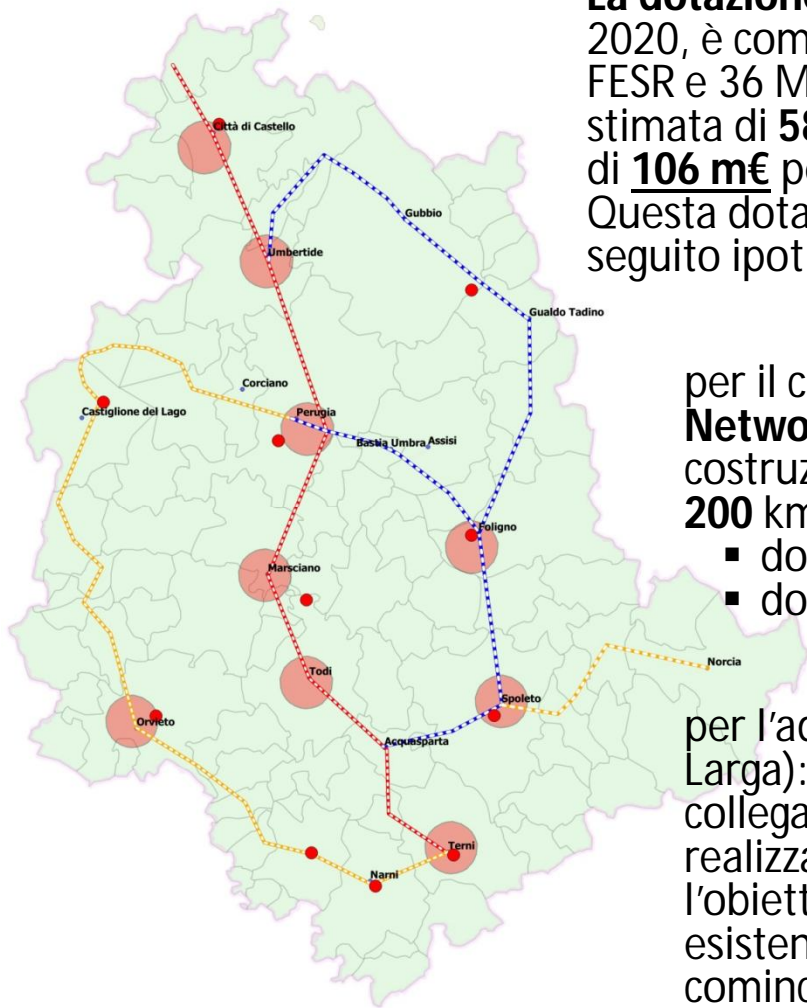 La dotazione
2020, è com
FESR e 36 M
stimata di 58
di 106 m€ pe
Questa dota
seguito ipot
per il c
Netwo
costruz
200 km
▪ do
▪ do
per l'ac
Larga):
collega
realizza
l'obiett
esisten
cominc
Città di Castello
Gubbio
Umbertide
Gualdo Tadino
Corciano
Castiglione del Lago
Perugia
Bastia Umbra
Assisi
Foligno
Marsciano
Norcia
Todi
Spoleto
Orvieto
Acquasparta
Terni
Narni